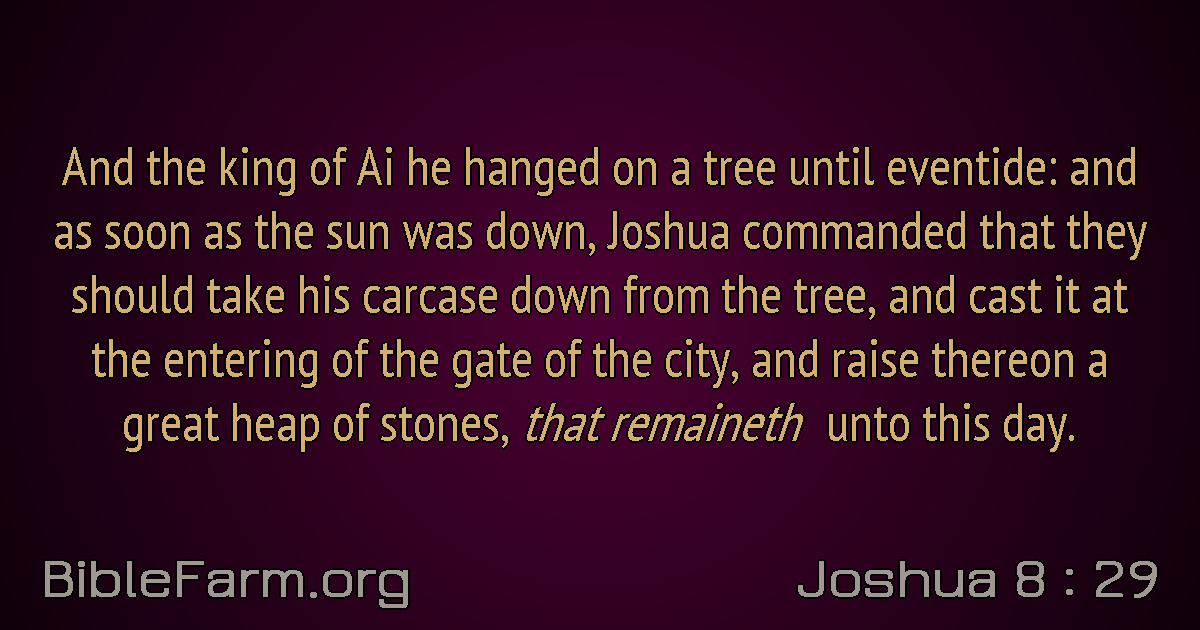 And the king of Ai he hanged on a tree until eventide: and
as soon as the sun was down, Joshua commanded that they
should take his carcase down from the tree, and cast it at
the entering of the gate of the city, and raise thereon a
great heap of stones, that remaineth unto this day.
BibleFarm.org
Joshua 8 : 29